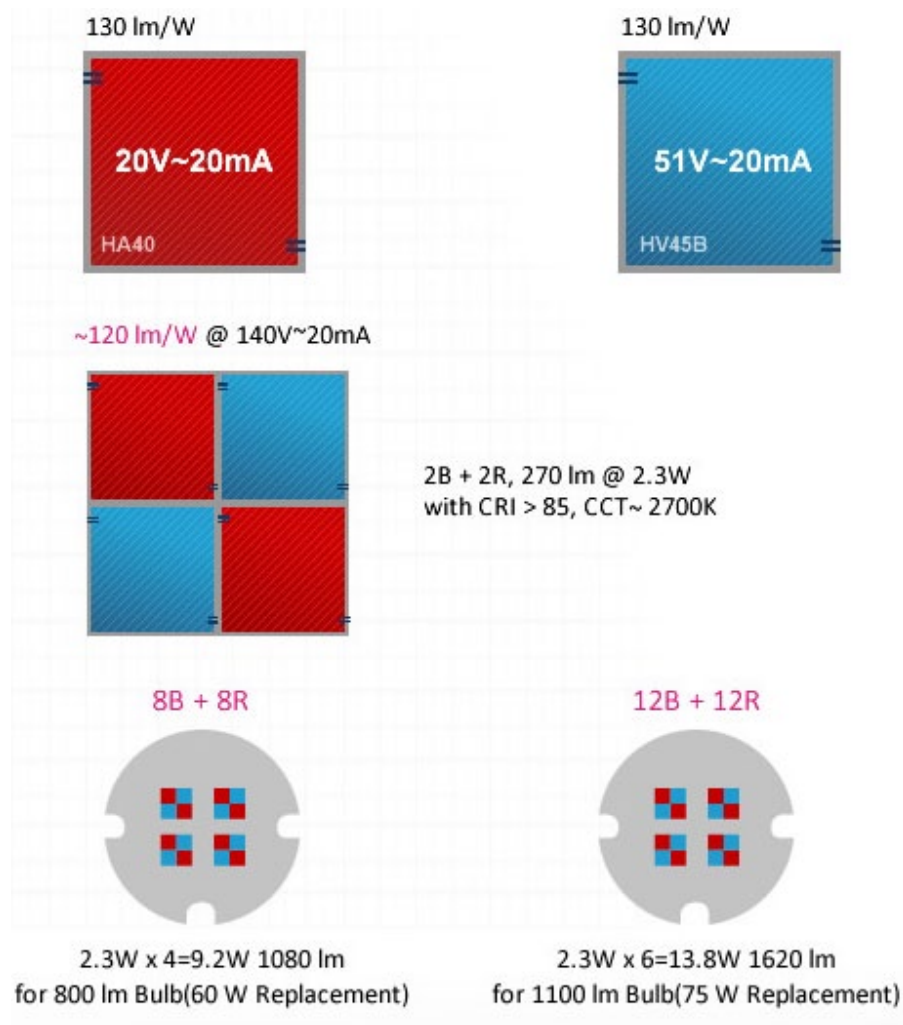 130 lm/W
130 lm/W
20V~20mA
51V~20mA
HA40
HV45B
~120 lm/W @ 140V~20mA
2B + 2R, 270 lm @ 2.3W
with CRI > 85, CCT~ 2700K
8B + 8R
12B + 12R
2.3W x 4=9.2W 1080 lm
for 800 lm Bulb(60 W Replacement)
2.3W x 6=13.8W 1620 lm
for 1100 lm Bulb(75 W Replacement)